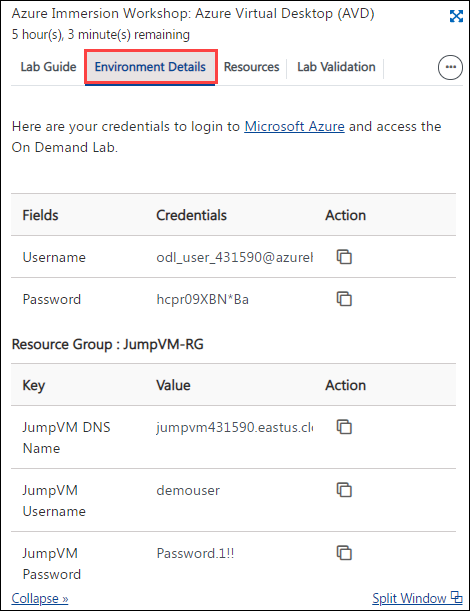 Azure Immersion Workshop: Azure Virtual Desktop (AVD)
5 hour(s), 3 minute(s) remaining
Lab Guide Environment Details Resources Lab Validation
Here are your credentials to login to Microsoft Azure and access the
On Demand Lab.
Fields Credentials Action
Username odl_user_431590@azureh
Password hcpr09XBN*Ba
Resource Group : JumpVM-RG
Key Value Action
JumpVM DNS jumpvm431590.eastus.clo
Name
JumpVM demouser
Username
JumpVM Password.1!!
Password
Collapse » Split Window